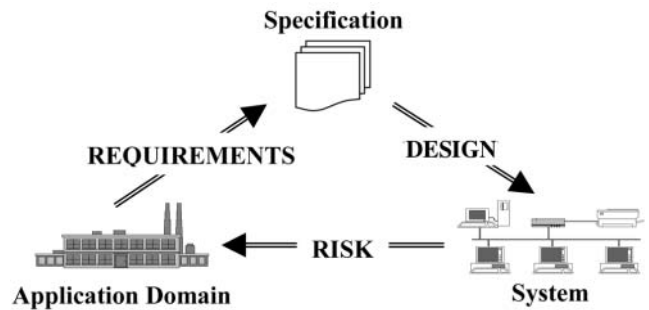 Specification
REQUIREMENTS
DESIGN
RISK
Application Domain
System